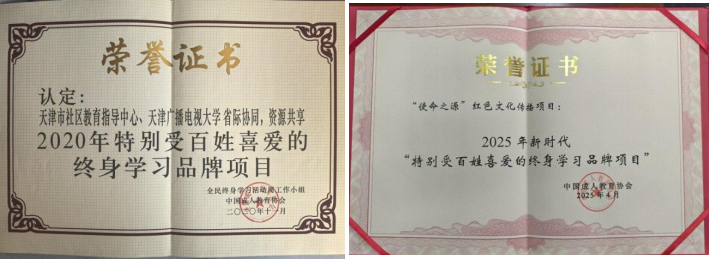 荣誉证书
认定：
天津市社区教育指导中心、天津广播电视大学 省际协同，资源共享
2020年特别受百姓喜爱的
终身学习品牌项目
全民终身学习活动周工作小组
中国成人教育协会
二〇二〇年十一月
荣誉证书
“使命之源”红色文化传播项目：
2025 年新时代
“特别受百姓喜爱的终身学习品牌项目”
中国成人教育协会
2025 年 4 月